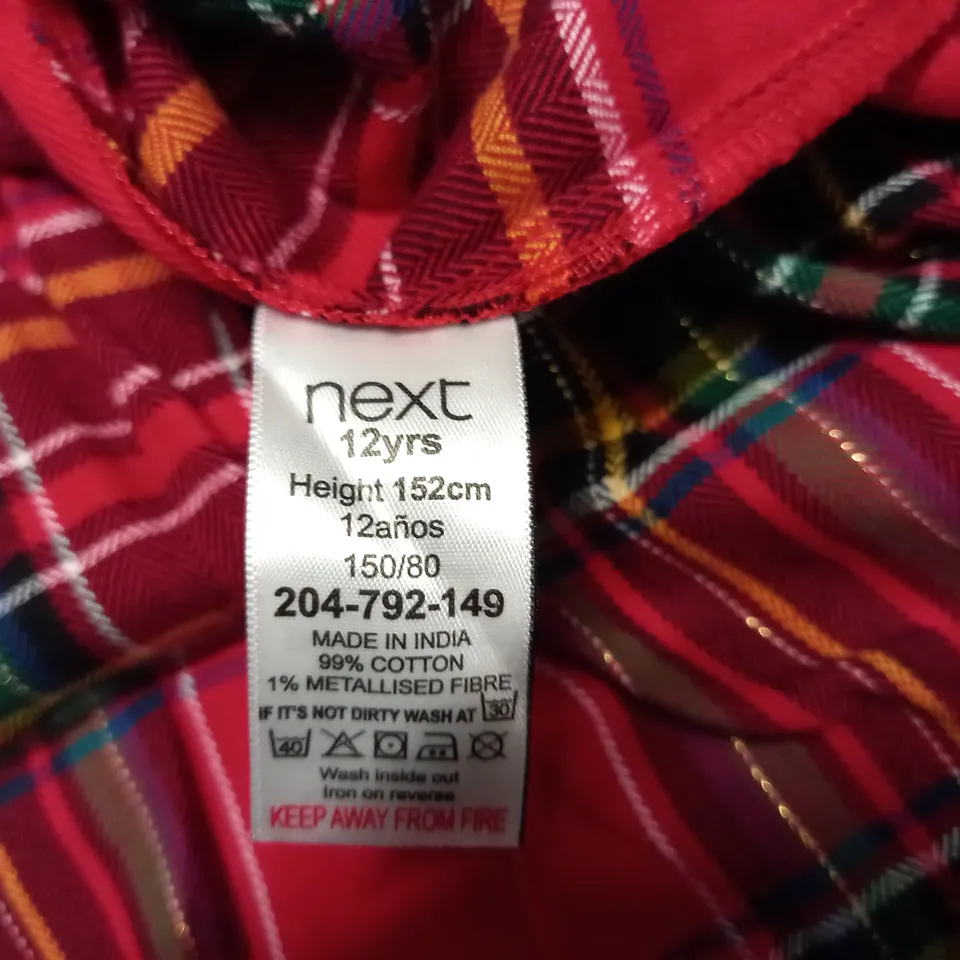 next
12yrs
Height 152cm
12años
150/80
204-792-149
MADE IN INDIA
99% COTTON
1% METALLISED FIBRE
IF IT'S NOT DIRTY WASH AT 30
40
Wash inside out
Iron on reverse
KEEP AWAY FROM FIRE